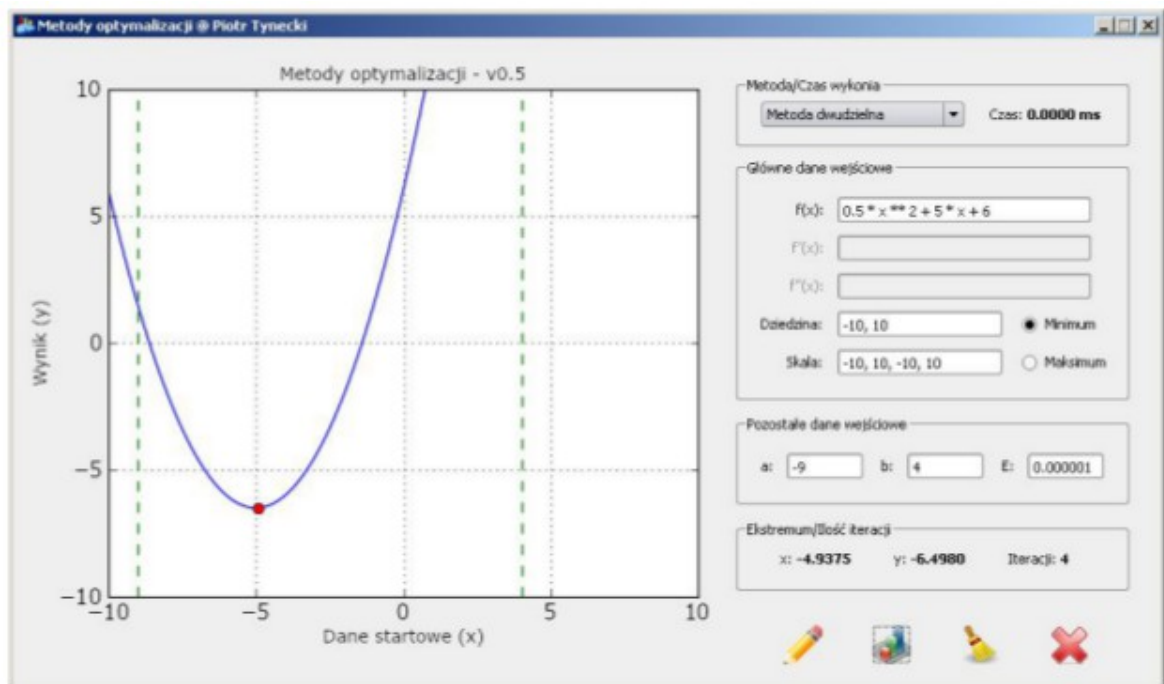 Metody optymalizacji @ Piotr Tynecki
Metody optymalizacji - v0.5
10
5
0
−5
−10
−10
−5
0
5
10
Wynik (y)
Dane startowe (x)
Metoda/Czas wykonia
Metoda dwudzielna
Czas: 0.0000 ms
Główne dane wejściowe
f(x): 0.5 * x ** 2 + 5 * x + 6
f'(x):
f''(x):
Dziedzina: -10, 10
Minimum
Skala: -10, 10, -10, 10
Maksimum
Pozostałe dane wejściowe
a: -9 b: 4 E: 0.000001
Ekstremum/Ilość iteracji
x: -4.9375 y: -6.4980 Iteracji: 4